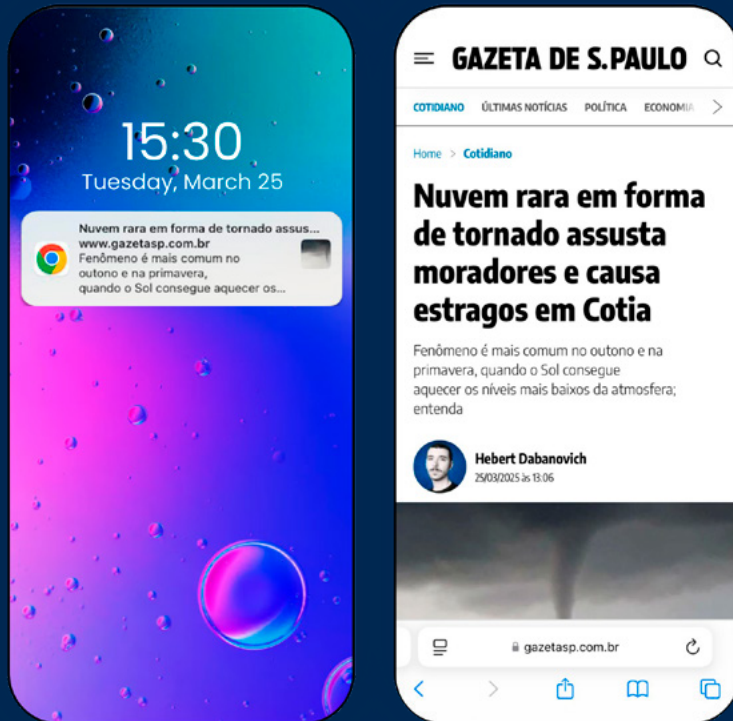 15:30
Tuesday, March 25
Nuvem rara em forma de tornado assus...
www.gazetasp.com.br
Fenômeno é mais comum no
outono e na primavera,
quando o Sol consegue aquecer os...
GAZETA DE S.PAULO
COTIDIANO ÚLTIMAS NOTÍCIAS POLÍTICA ECONOMIA
Home > Cotidiano
Nuvem rara em forma
de tornado assusta
moradores e causa
estragos em Cotia
Fenômeno é mais comum no outono e na
primavera, quando o Sol consegue
aquecer os níveis mais baixos da atmosfera;
entenda
Hebert Dabanovich
25/03/2025 às 13:06
gazetasp.com.br